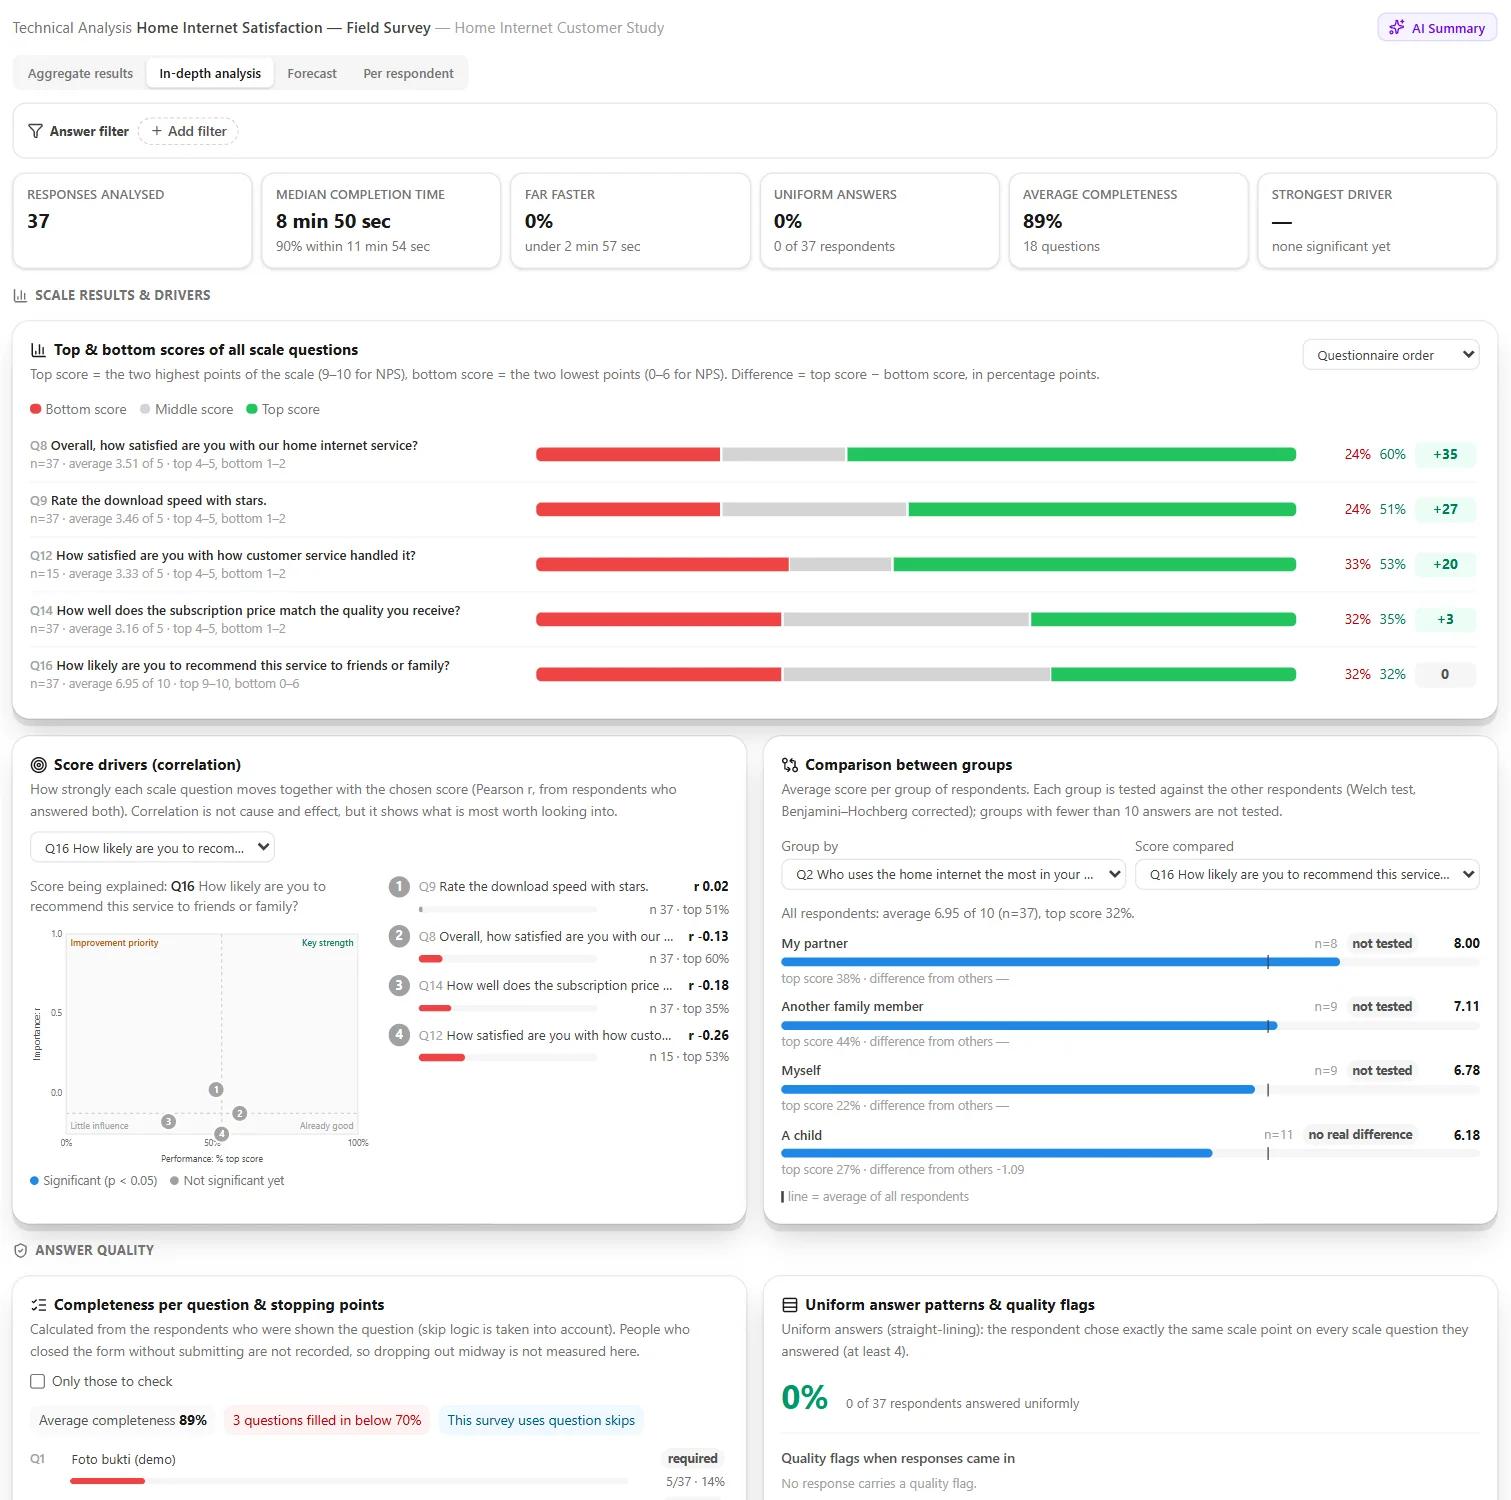 Technical Analysis Home Internet Satisfaction — Field Survey — Home Internet Customer Study
AI Summary
Aggregate results
In-depth analysis
Forecast
Per respondent
Answer filter
+ Add filter
RESPONSES ANALYSED
37
MEDIAN COMPLETION TIME
8 min 50 sec
90% within 11 min 54 sec
FAR FASTER
0%
under 2 min 57 sec
UNIFORM ANSWERS
0%
0 of 37 respondents
AVERAGE COMPLETENESS
89%
18 questions
STRONGEST DRIVER
—
none significant yet
SCALE RESULTS & DRIVERS
Top & bottom scores of all scale questions
Questionnaire order
Top score = the two highest points of the scale (9–10 for NPS), bottom score = the two lowest points (0–6 for NPS). Difference = top score − bottom score, in percentage points.
Bottom score
Middle score
Top score
Q8 Overall, how satisfied are you with our home internet service?
n=37 · average 3.51 of 5 · top 4–5, bottom 1–2
24% 60% +35
Q9 Rate the download speed with stars.
n=37 · average 3.46 of 5 · top 4–5, bottom 1–2
24% 51% +27
Q12 How satisfied are you with how customer service handled it?
n=15 · average 3.33 of 5 · top 4–5, bottom 1–2
33% 53% +20
Q14 How well does the subscription price match the quality you receive?
n=37 · average 3.16 of 5 · top 4–5, bottom 1–2
32% 35% +3
Q16 How likely are you to recommend this service to friends or family?
n=37 · average 6.95 of 10 · top 9–10, bottom 0–6
32% 32% 0
Score drivers (correlation)
How strongly each scale question moves together with the chosen score (Pearson r, from respondents who
answered both). Correlation is not cause and effect, but it shows what is most worth looking into.
Q16 How likely are you to recom...
Score being explained: Q16 How likely are you to
recommend this service to friends or family?
1.0
Improvement priority
Key strength
0.5
Importance: r
0.0
1
2
3
4
Little influence
Already good
0%
50%
100%
Performance: % top score
Significant (p < 0.05)
Not significant yet
1 Q9 Rate the download speed with stars. r 0.02
n 37 · top 51%
2 Q8 Overall, how satisfied are you with our ... r -0.13
n 37 · top 60%
3 Q14 How well does the subscription price ... r -0.18
n 37 · top 35%
4 Q12 How satisfied are you with how custo... r -0.26
n 15 · top 53%
Comparison between groups
Average score per group of respondents. Each group is tested against the other respondents (Welch test,
Benjamini–Hochberg corrected); groups with fewer than 10 answers are not tested.
Group by
Q2 Who uses the home internet the most in your ...
Score compared
Q16 How likely are you to recommend this service...
All respondents: average 6.95 of 10 (n=37), top score 32%.
My partner n=8 not tested 8.00
top score 38% · difference from others —
Another family member n=9 not tested 7.11
top score 44% · difference from others —
Myself n=9 not tested 6.78
top score 22% · difference from others —
A child n=11 no real difference 6.18
top score 27% · difference from others -1.09
line = average of all respondents
ANSWER QUALITY
Completeness per question & stopping points
Calculated from the respondents who were shown the question (skip logic is taken into account). People who
closed the form without submitting are not recorded, so dropping out midway is not measured here.
Only those to check
Average completeness 89%
3 questions filled in below 70%
This survey uses question skips
Q1 Foto bukti (demo) required
5/37 · 14%
Uniform answer patterns & quality flags
Uniform answers (straight-lining): the respondent chose exactly the same scale point on every scale question they
answered (at least 4).
0% 0 of 37 respondents answered uniformly
Quality flags when responses came in
No response carries a quality flag.